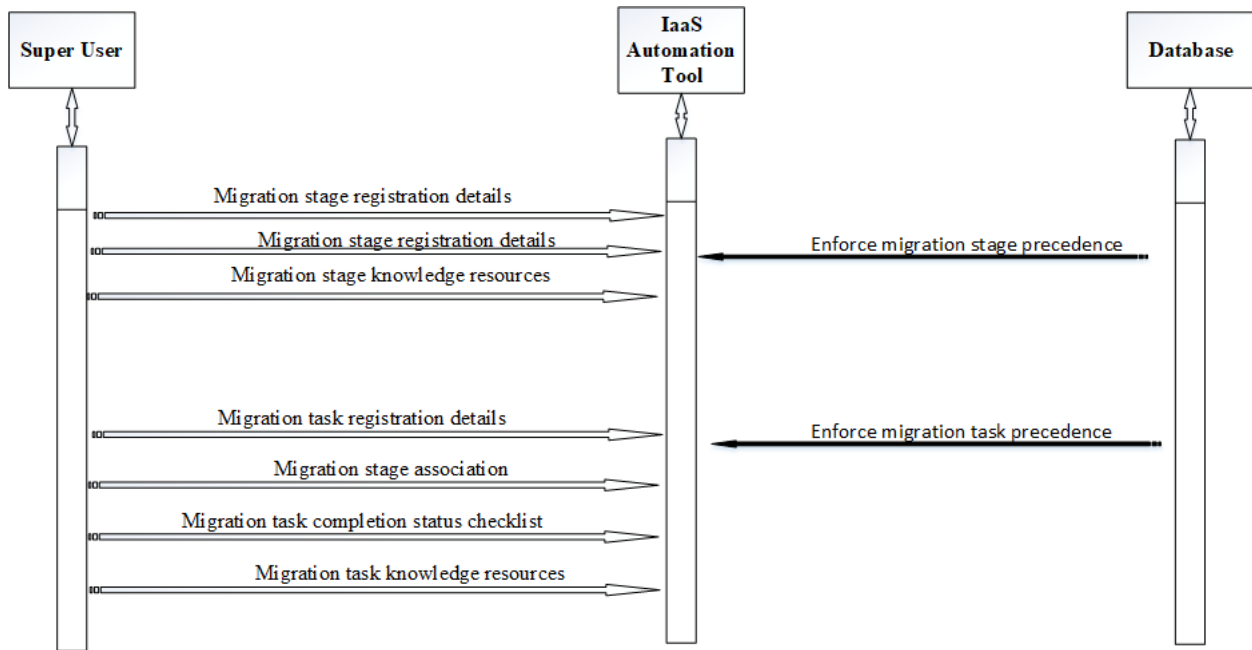 Super User
IaaS
Automation
Tool
Database
Migration stage registration details
Migration stage registration details
Enforce migration stage precedence
Migration stage knowledge resources
Migration task registration details
Enforce migration task precedence
Migration stage association
Migration task completion status checklist
Migration task knowledge resources